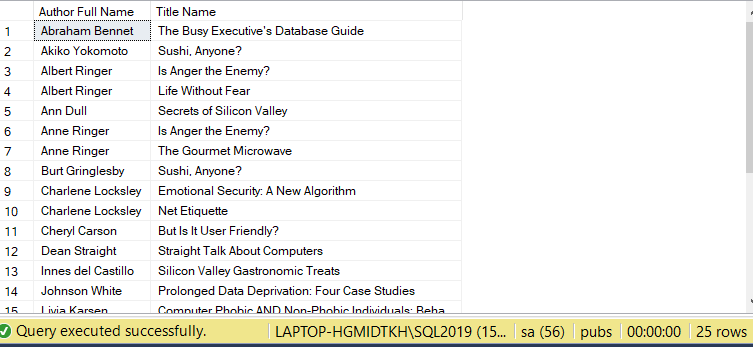 Author Full Name Title Name
1 Abraham Bennet The Busy Executive's Database Guide
2 Akiko Yokomoto Sushi, Anyone?
3 Albert Ringer Is Anger the Enemy?
4 Albert Ringer Life Without Fear
5 Ann Dull Secrets of Silicon Valley
6 Anne Ringer Is Anger the Enemy?
7 Anne Ringer The Gourmet Microwave
8 Burt Gringlesby Sushi, Anyone?
9 Charlene Locksley Emotional Security: A New Algorithm
10 Charlene Locksley Net Etiquette
11 Cheryl Carson But Is It User Friendly?
12 Dean Straight Straight Talk About Computers
13 Innes del Castillo Silicon Valley Gastronomic Treats
14 Johnson White Prolonged Data Deprivation: Four Case Studies
15 Livia Karsen Computer Phobic AND Non-Phobic Individuals: Beha
Query executed successfully. LAPTOP-HGMIDTKH\SQL2019 (15... sa (56) pubs 00:00:00 25 rows